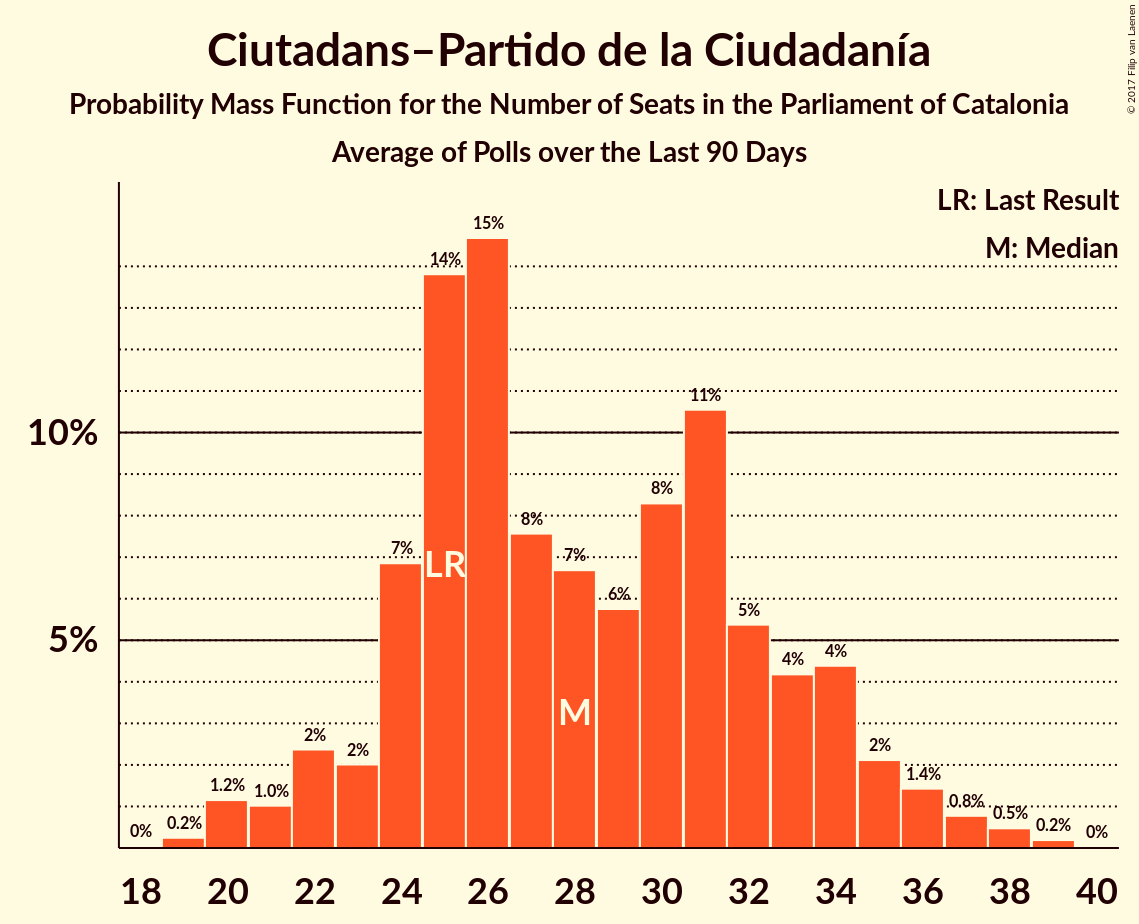 Ciutadans–Partido de la Ciudadanía
Probability Mass Function for the Number of Seats in the Parliament of Catalonia
Average of Polls over the Last 90 Days
© 2017 Filip van Laenen
LR: Last Result
M: Median
10%
5%
0%
0.2%
1.2%
1.0%
2%
2%
7%
14%
15%
8%
7%
6%
8%
11%
5%
4%
4%
2%
1.4%
0.8%
0.5%
0.2%
0%
LR
M
18 20 22 24 26 28 30 32 34 36 38 40